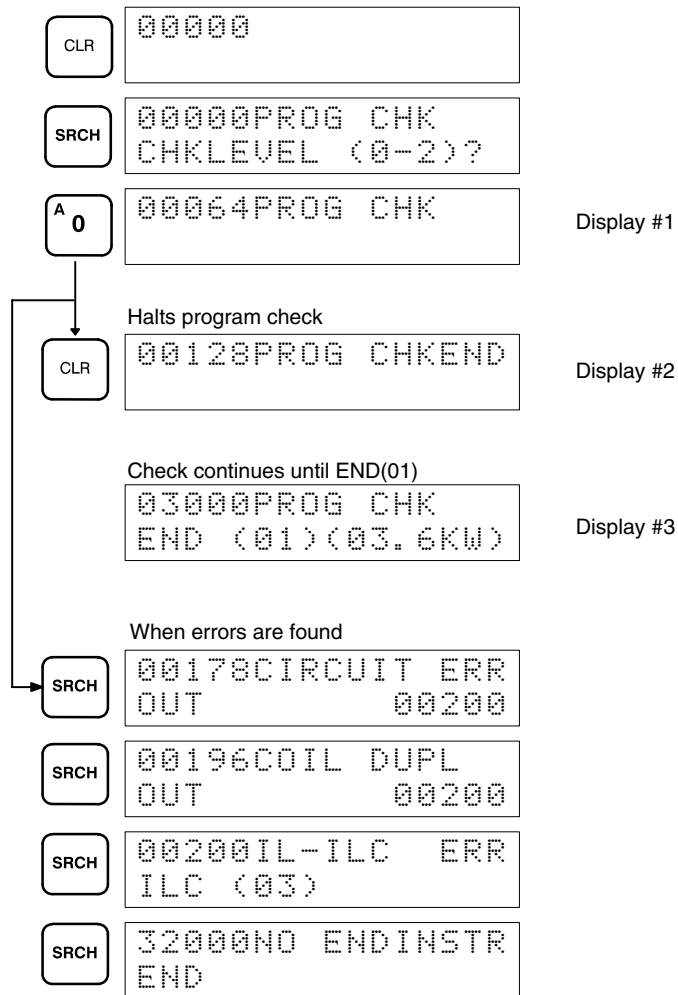 CLR
00000
SRCH
00000PROG CHK
CHKLEVEL (0-2)?
A 0
00064PROG CHK
Display #1
Halts program check
CLR
00128PROG CHKEND
Display #2
Check continues until END(01)
03000PROG CHK
END (01)(03.6KW)
Display #3
When errors are found
SRCH
00178CIRCUIT ERR
OUT 00200
SRCH
00196COIL DUPL
OUT 00200
SRCH
00200IL-ILC ERR
ILC (03)
SRCH
32000NO ENDINSTR
END